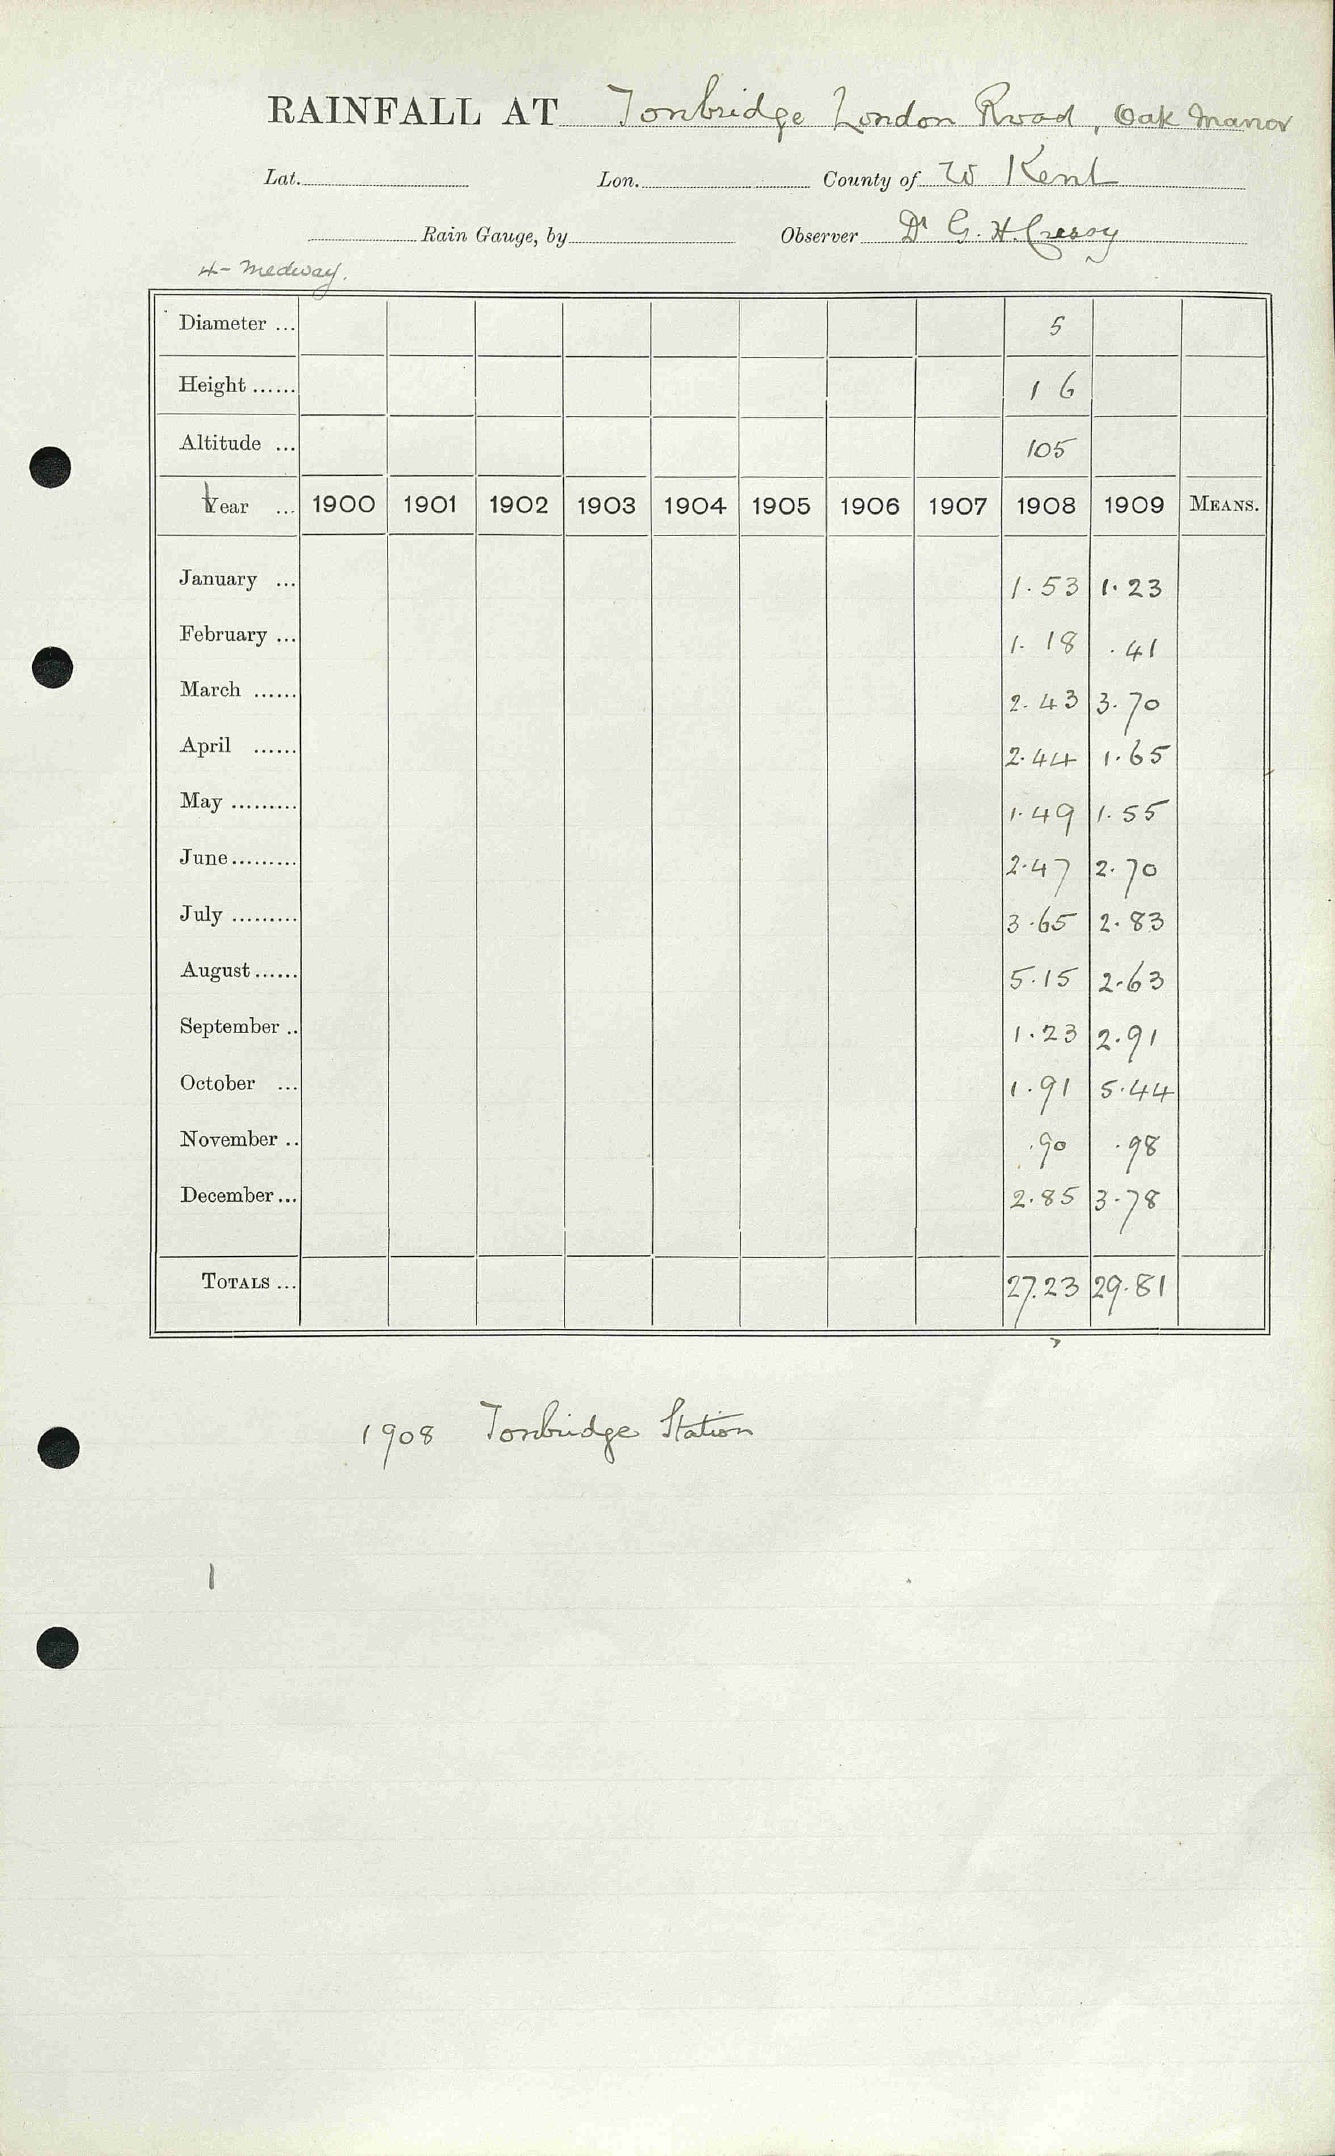 RAINFALL AT Tonbridge London Road, Oak Manor
Lat. Lon. County of W Kent
Rain Gauge, by Observer Dr G. H. Cressy
4 - Medway.
Diameter ... 5
Height ...... 1 6
Altitude ... 105
Year ... 1900 1901 1902 1903 1904 1905 1906 1907 1908 1909 MEANS.
January ... 1.53 1.23
February ... 1.18 .41
March ...... 2.43 3.70
April ...... 2.44 1.65
May ......... 1.49 1.55
June ......... 2.47 2.70
July ......... 3.65 2.83
August ...... 5.15 2.63
September .. 1.23 2.91
October ... 1.91 5.44
November .. .90 .98
December ... 2.85 3.78
TOTALS ... 27.23 29.81
1908 Tonbridge Station